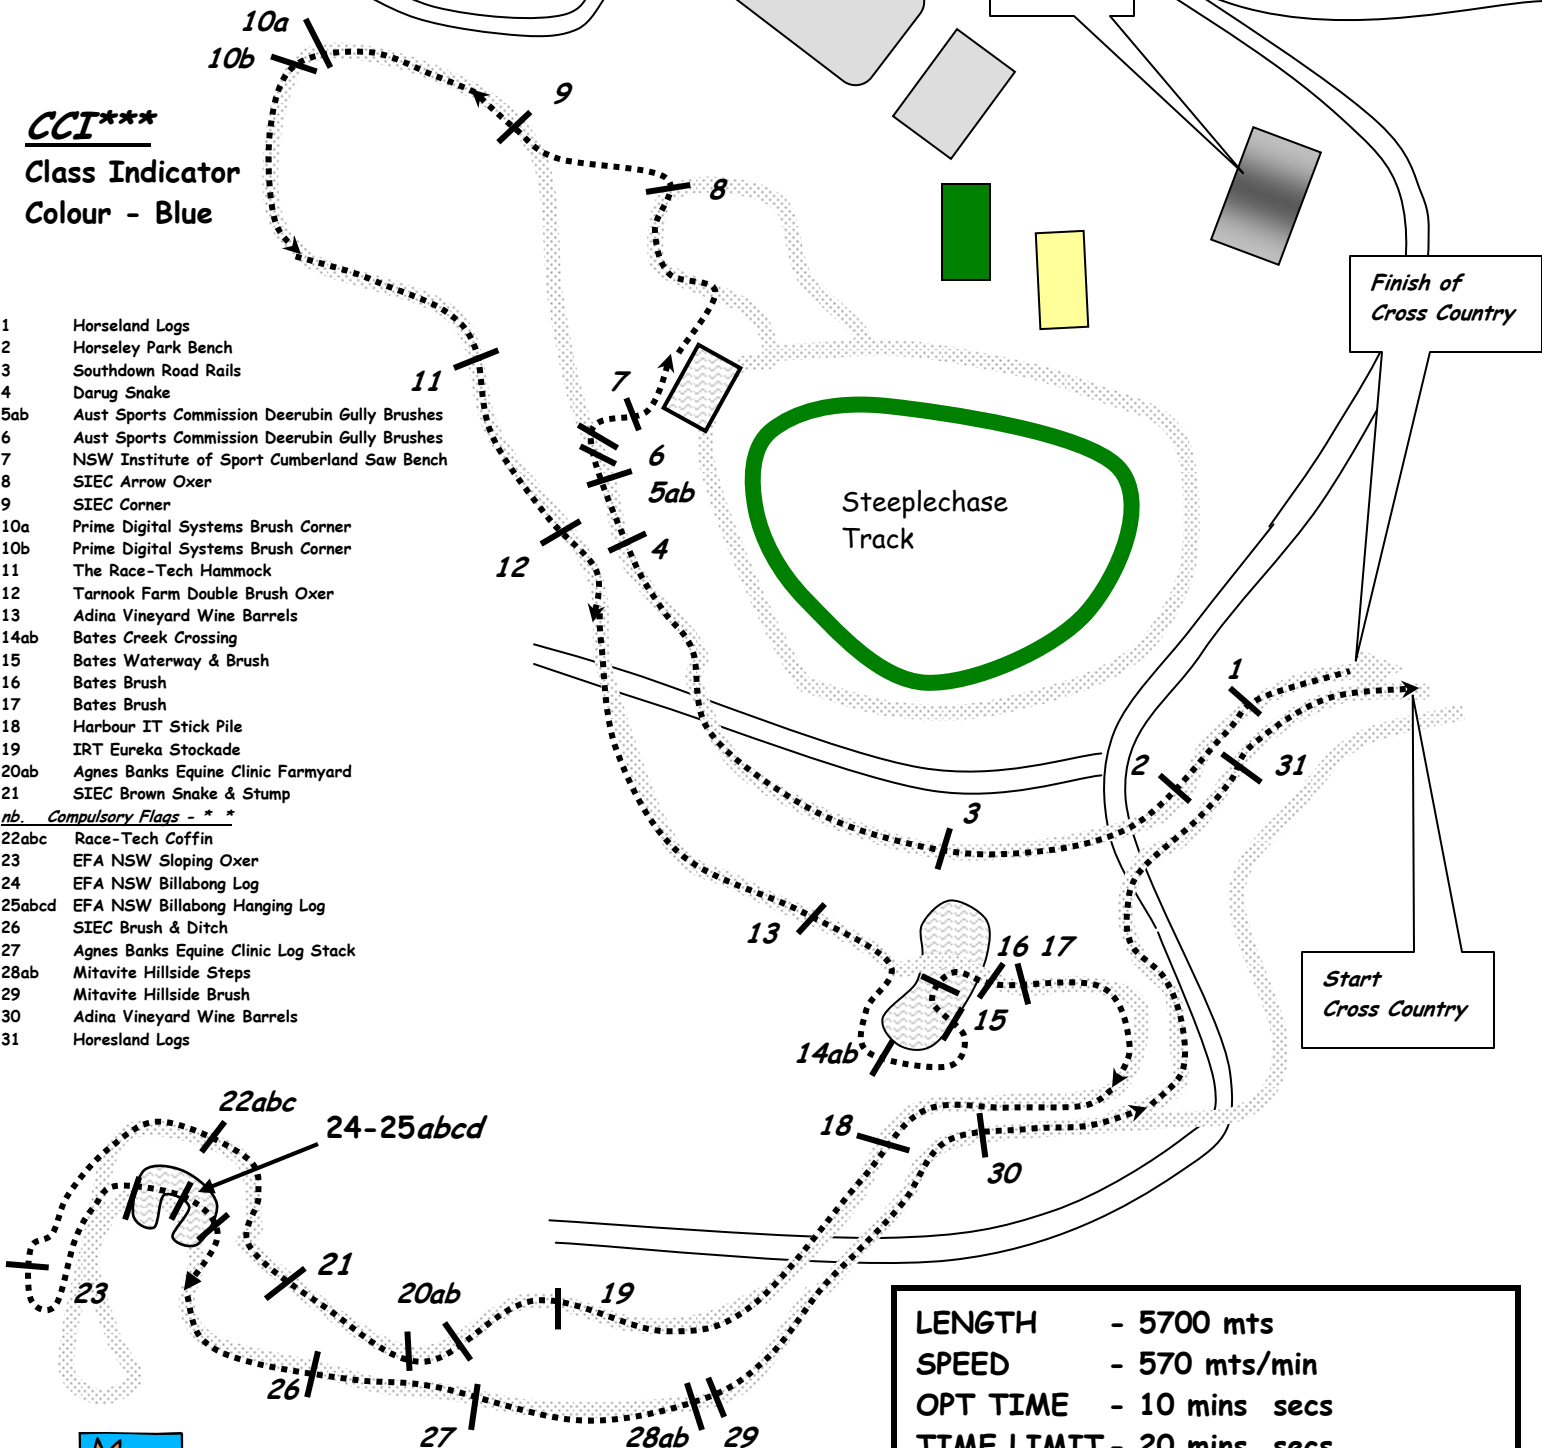 10a
10b
9
CCI***
Class Indicator
Colour - Blue
8
Finish of
Cross Country
1 Horseland Logs
2 Horseley Park Bench
3 Southdown Road Rails
4 Darug Snake
5ab Aust Sports Commission Deerubin Gully Brushes
6 Aust Sports Commission Deerubin Gully Brushes
7 NSW Institute of Sport Cumberland Saw Bench
8 SIEC Arrow Oxer
9 SIEC Corner
10a Prime Digital Systems Brush Corner
10b Prime Digital Systems Brush Corner
11 The Race-Tech Hammock
12 Tarnook Farm Double Brush Oxer
13 Adina Vineyard Wine Barrels
14ab Bates Creek Crossing
15 Bates Waterway & Brush
16 Bates Brush
17 Bates Brush
18 Harbour IT Stick Pile
19 IRT Eureka Stockade
20ab Agnes Banks Equine Clinic Farmyard
21 SIEC Brown Snake & Stump
nb. Compulsory Flags - * *
22abc Race-Tech Coffin
23 EFA NSW Sloping Oxer
24 EFA NSW Billabong Log
25abcd EFA NSW Billabong Hanging Log
26 SIEC Brush & Ditch
27 Agnes Banks Equine Clinic Log Stack
28ab Mitavite Hillside Steps
29 Mitavite Hillside Brush
30 Adina Vineyard Wine Barrels
31 Horesland Logs
11
7
6
5ab
4
12
Steeplechase
Track
1
2
31
3
13
16 17
15
14ab
Start
Cross Country
18
30
22abc
24-25abcd
23
21
20ab
19
26
27
28ab
29
LENGTH - 5700 mts
SPEED - 570 mts/min
OPT TIME - 10 mins secs
TIME LIMIT - 20 mins secs